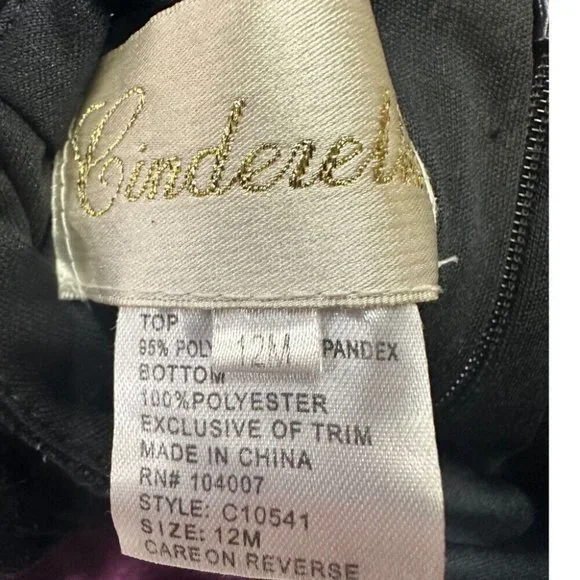 Cinderel
TOP
95% POLY 12M PANDEX
BOTTOM
100%POLYESTER
EXCLUSIVE OF TRIM
MADE IN CHINA
RN# 104007
STYLE: C10541
SIZE: 12M
CARE ON REVERSE